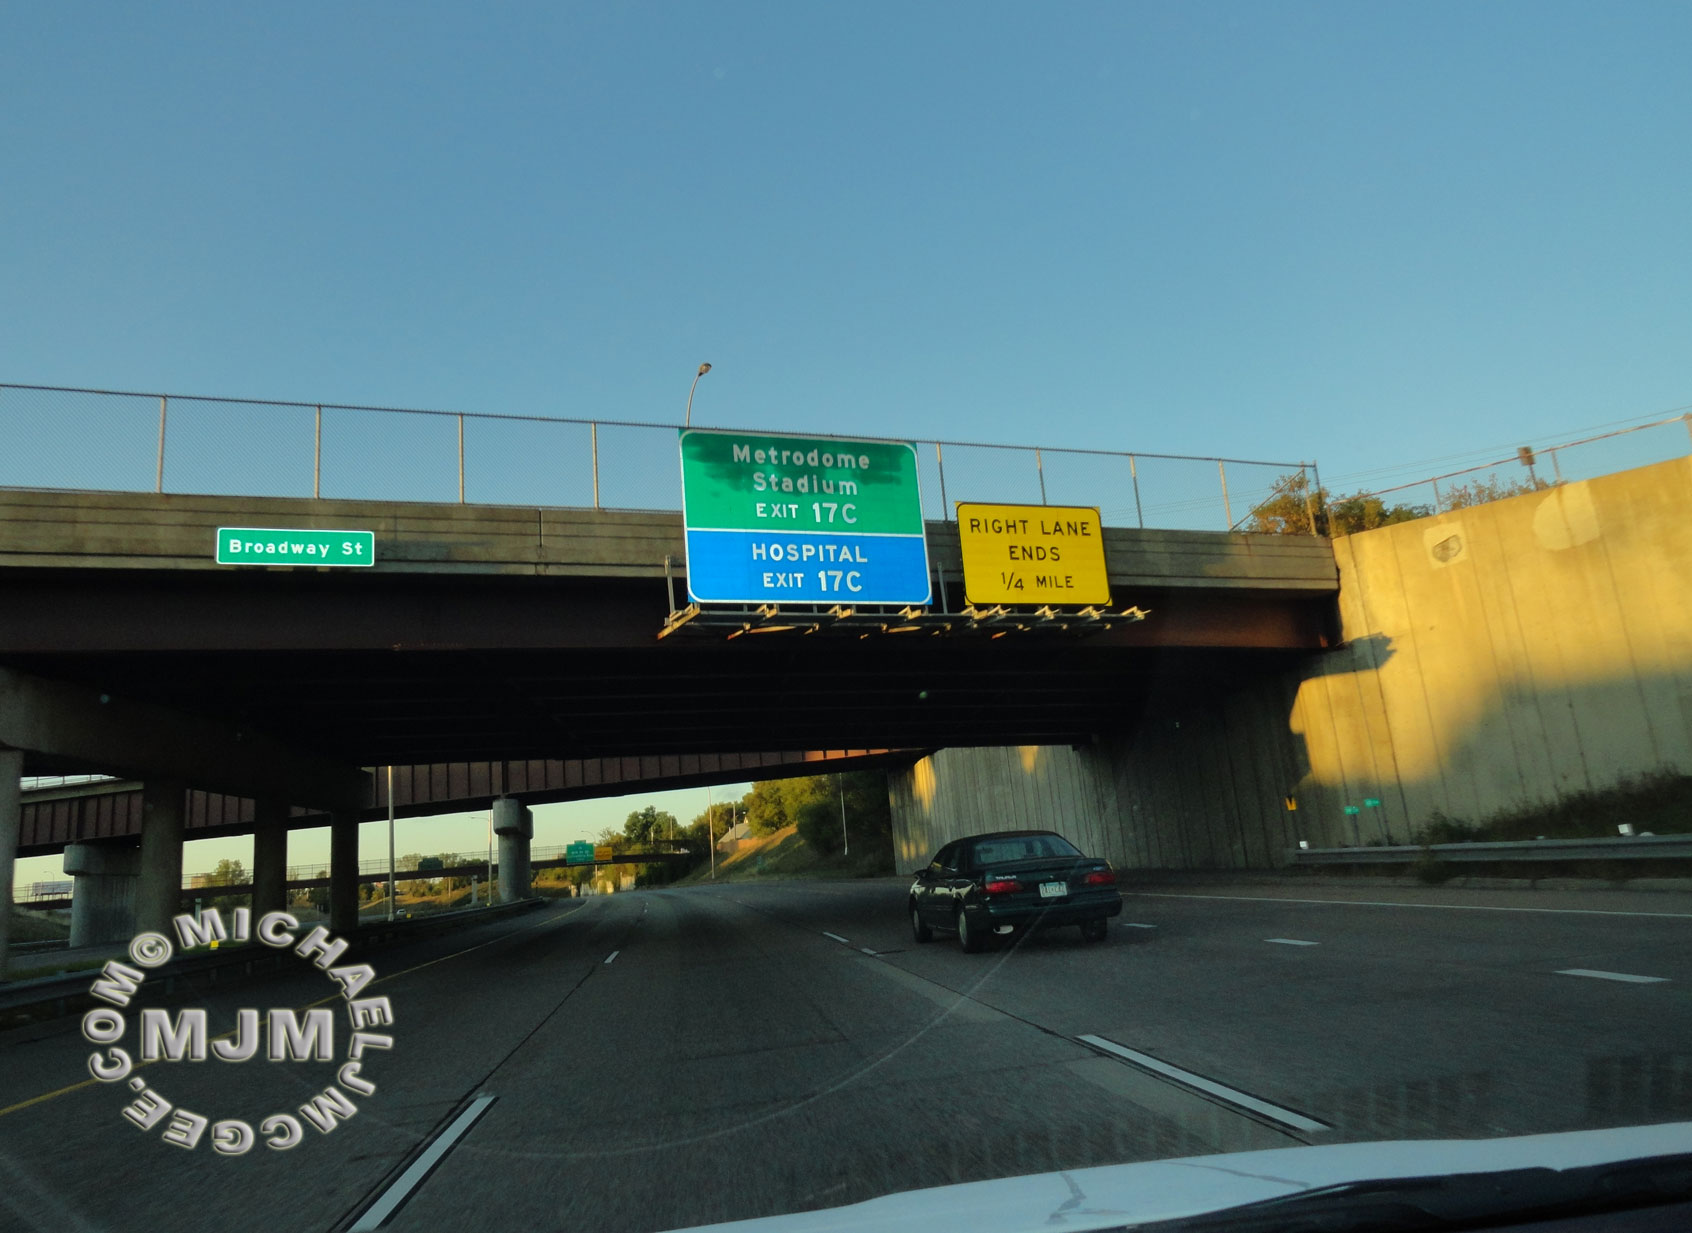 Metrodome
Stadium
EXIT 17C
HOSPITAL
EXIT 17C
Broadway St
RIGHT LANE
ENDS
1/4 MILE
© MICHAELJMCGEE.COM
MJM